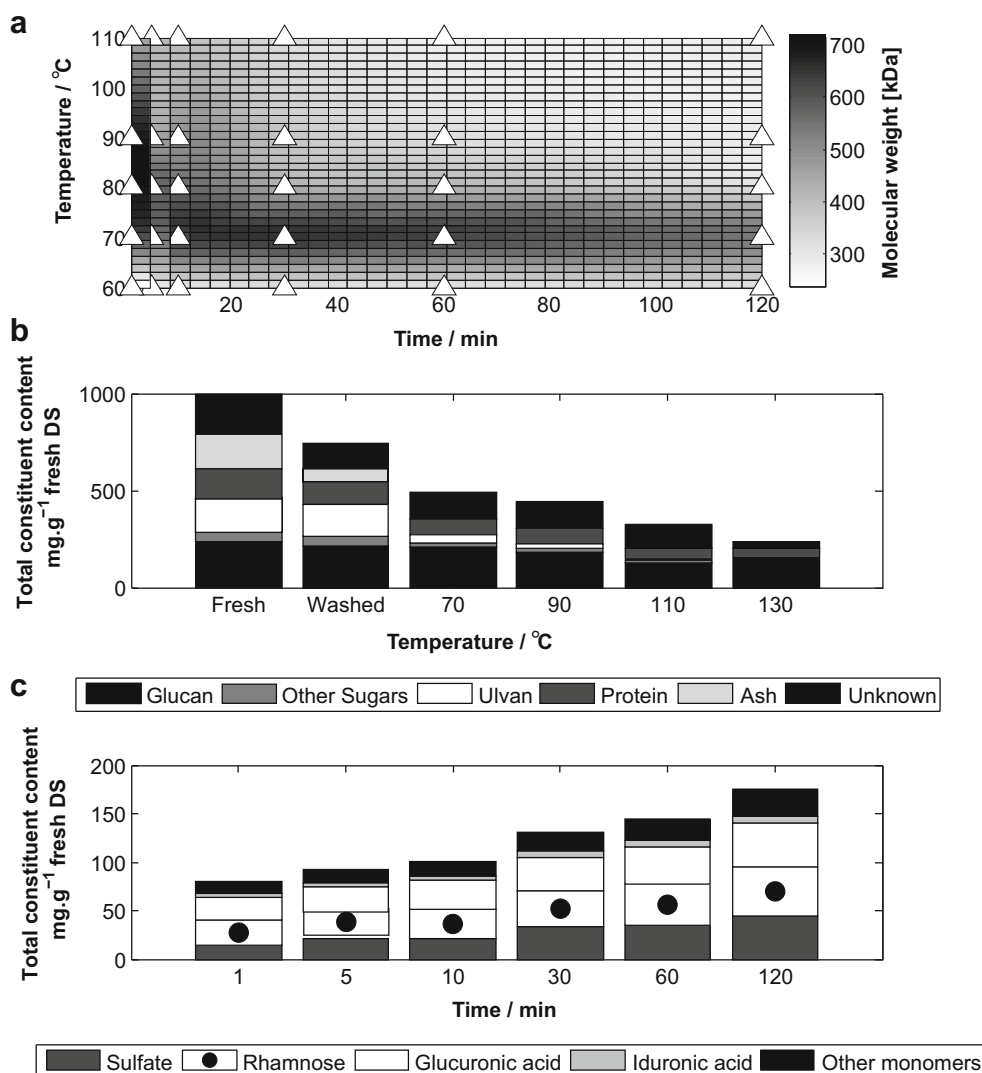 a
110
100
90
80
70
60
Temperature / °C
20 40 60 80 100 120
Time / min
700
600
500
400
300
Molecular weight [kDa]
b
Total constituent content
mg.g⁻¹ fresh DS
1000
500
0
Fresh Washed 70 90 110 130
Temperature / °C
Glucan Other Sugars Ulvan Protein Ash Unknown
c
Total constituent content
mg.g⁻¹ fresh DS
200
150
100
50
0
1 5 10 30 60 120
Time / min
Sulfate Rhamnose Glucuronic acid Iduronic acid Other monomers